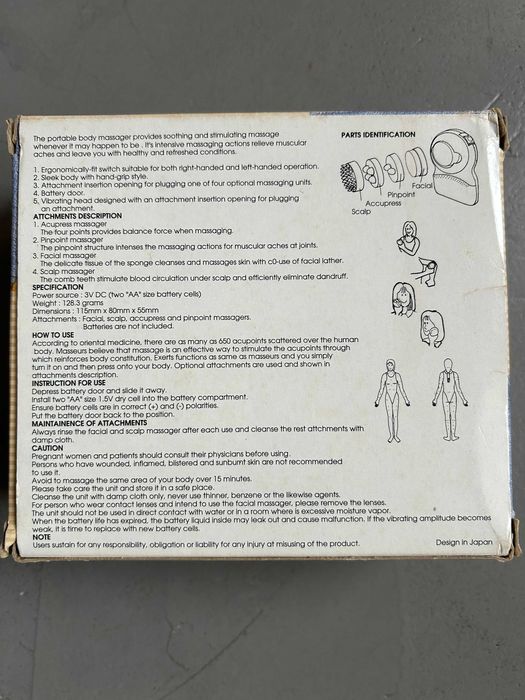 The portable body massager provides soothing and stimulating massage
whenever it may happen to be . It's intensive massaging actions relieve muscular
aches and leave you with healthy and refreshed conditions.
1. Ergonomically-fit switch suitable for both right-handed and left-handed operation.
2. Sleek body with hand-grip style.
3. Attachment insertion opening for plugging one of four optional massaging units.
4. Battery door.
5. Vibrating head designed with an attachment insertion opening for plugging
an attachment.
ATTCHMENTS DESCRIPTION
1. Acupress massager
The four points provides balance force when massaging.
2. Pinpoint massager
The pinpoint structure intenses the massaging actions for muscular aches at joints.
3. Facial massager
The delicate tissue of the sponge cleanses and massages skin with c0-use of facial lather.
4. Scalp massager
The comb teeth stimulate blood circulation under scalp and efficiently eliminate dandruff.
SPECIFICATION
Power source : 3V DC (two "AA" size battery cells)
Weight : 128.3 grams
Dimensions : 115mm x 80mm x 55mm
Attachments : Facial, scalp, accupress and pinpoint massagers.
Batteries are not included.
HOW TO USE
According to oriental medicine, there are as many as 650 acupoints scattered over the human
body. Masseurs believe that massage is an effective way to stimulate the acupoints through
which reinforces body constitution. Exerts functions as same as masseurs and you simply
turn it on and then press onto your body. Optional attachments are used and shown in
attachments description.
INSTRUCTION FOR USE
Depress battery door and slide it away.
Install two "AA" size 1.5V dry cell into the battery compartment.
Ensure battery cells are in correct (+) and (-) polarities.
Put the battery door back to the position.
MAINTAINENCE OF ATTACHMENTS
Always rinse the facial and scalp massager after each use and cleanse the rest attachments with
damp cloth.
CAUTION
Pregnant women and patients should consult their physicians before using.
Persons who have wounded, inflamed, blistered and sunburnt skin are not recommended
to use it.
Avoid to massage the same area of your body over 15 minutes.
Please take care the unit and store it in a safe place.
Cleanse the unit with damp cloth only, never use thinner, benzene or the likewise agents.
For person who wear contact lenses and intend to use the facial massager, please remove the lenses.
The unit should not be used in direct contact with water or in a room where is excessive moisture vapor.
When the battery life has expired, the battery liquid inside may leak out and cause malfunction. If the vibrating amplitude becomes
weak, it is time to replace with new battery cells.
NOTE
Users sustain for any responsibility, obligation or liability for any injury at misusing of the product.
Design in Japan
PARTS IDENTIFICATION
Facial
Pinpoint
Accupress
Scalp